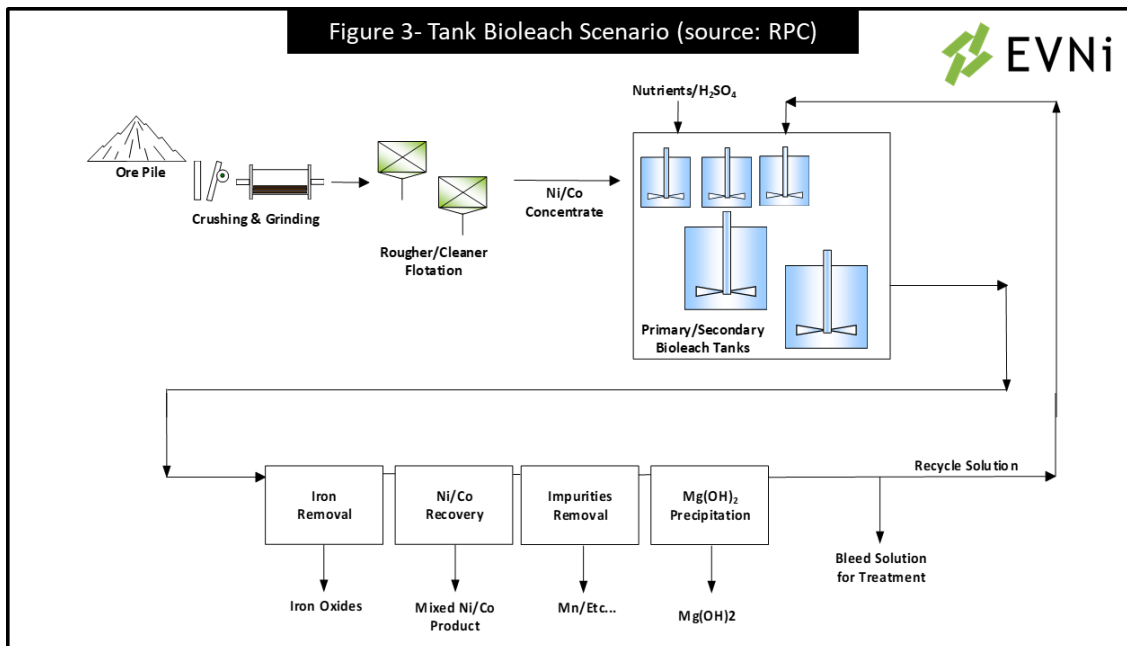 Figure 3- Tank Bioleach Scenario (source: RPC)
EVNi
Nutrients/H₂SO₄
Ore Pile
Crushing & Grinding
Ni/Co
Concentrate
Rougher/Cleaner
Flotation
Primary/Secondary
Bioleach Tanks
Recycle Solution
Iron
Removal
Ni/Co
Recovery
Impurities
Removal
Mg(OH)₂
Precipitation
Bleed Solution
for Treatment
Iron Oxides
Mixed Ni/Co
Product
Mn/Etc...
Mg(OH)2